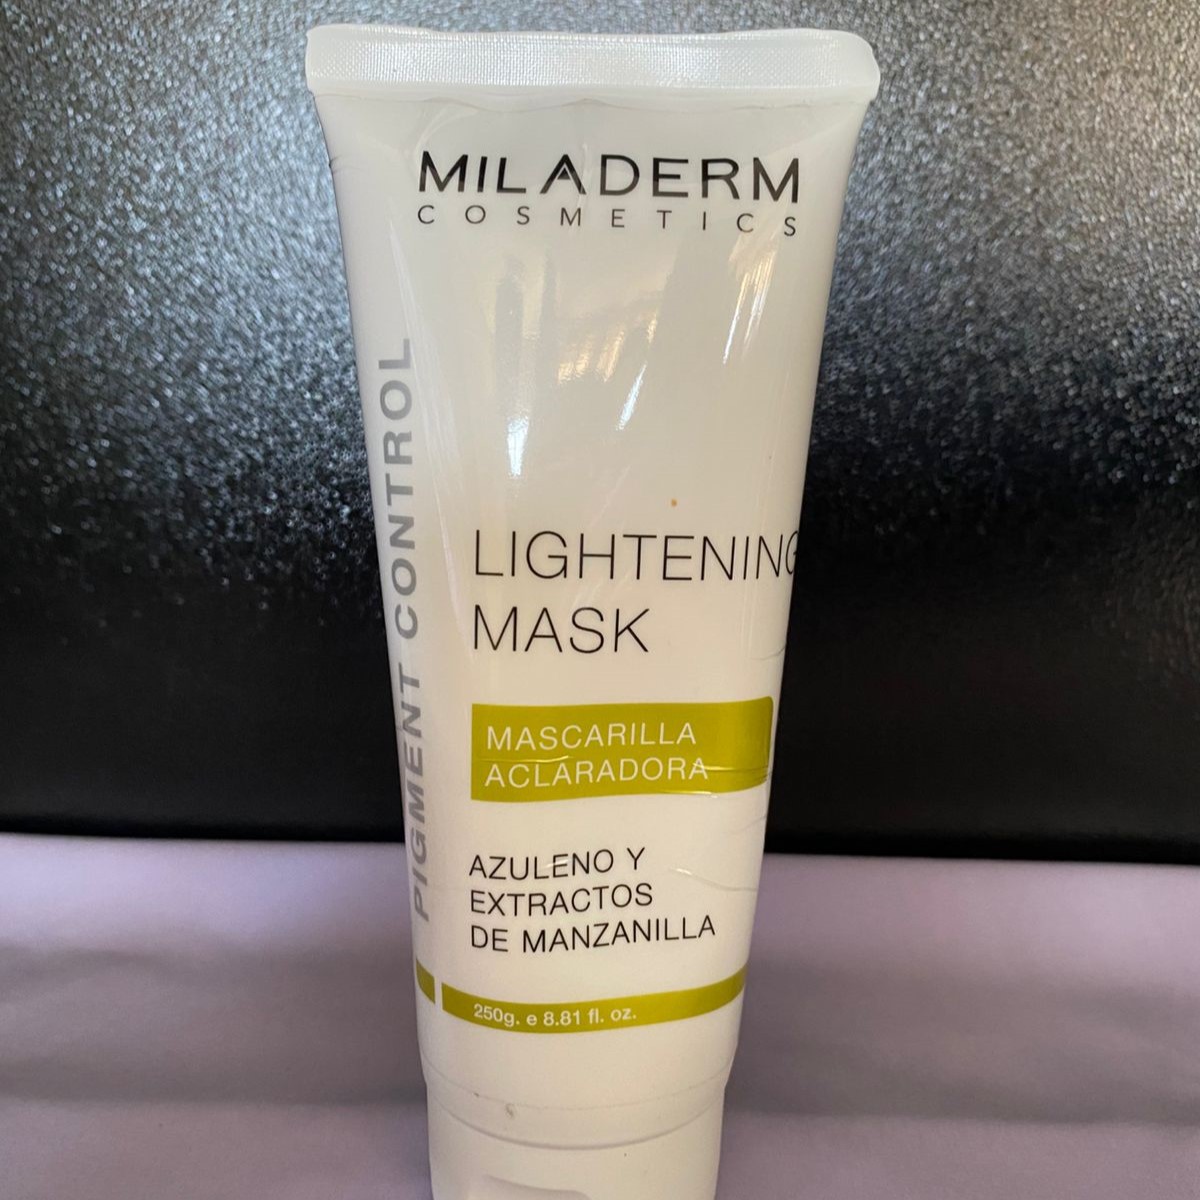 MILADERM
COSMETICS
PIGMENT CONTROL
LIGHTENING
MASK
MASCARILLA
ACLARADORA
AZULENO Y
EXTRACTOS
DE MANZANILLA
250g. e 8.81 fl. oz.